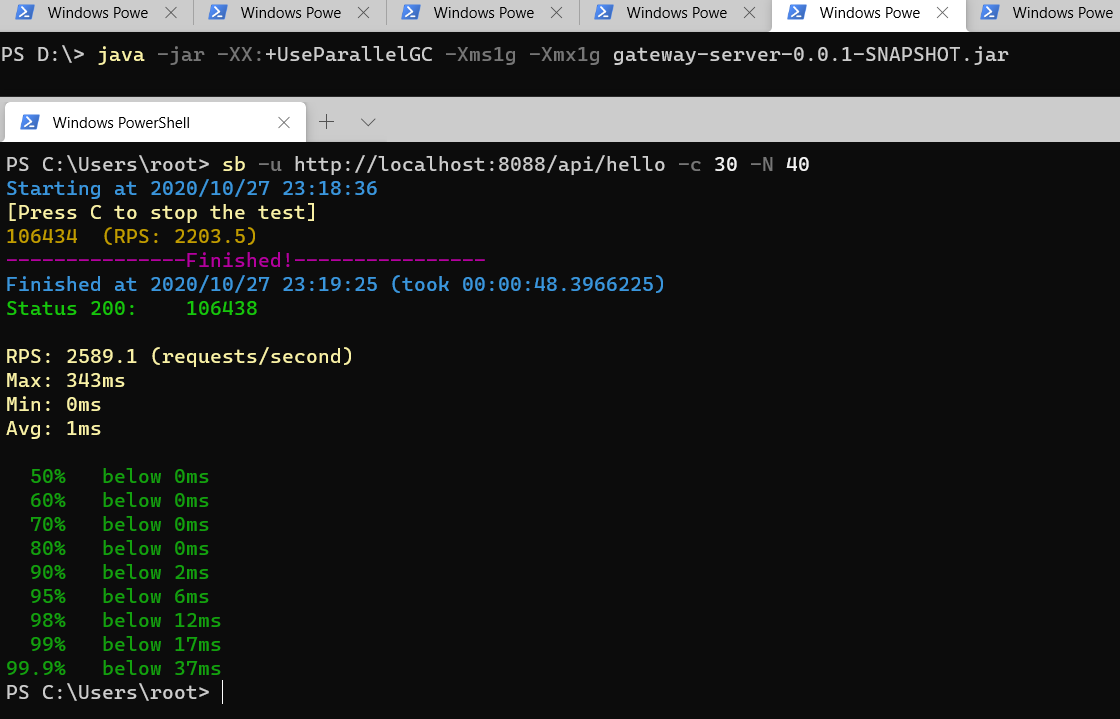 Windows Powe Windows Powe Windows Powe Windows Powe Windows Powe Windows Powe
PS D:\> java -jar -XX:+UseParallelGC -Xms1g -Xmx1g gateway-server-0.0.1-SNAPSHOT.jar
Windows PowerShell
PS C:\Users\root> sb -u http://localhost:8088/api/hello -c 30 -N 40
Starting at 2020/10/27 23:18:36
[Press C to stop the test]
106434  (RPS: 2203.5)
---------------Finished!----------------
Finished at 2020/10/27 23:19:25 (took 00:00:48.3966225)
Status 200:    106438
RPS: 2589.1 (requests/second)
Max: 343ms
Min: 0ms
Avg: 1ms
50%   below 0ms
60%   below 0ms
70%   below 0ms
80%   below 0ms
90%   below 2ms
95%   below 6ms
98%   below 12ms
99%   below 17ms
99.9%   below 37ms
PS C:\Users\root>